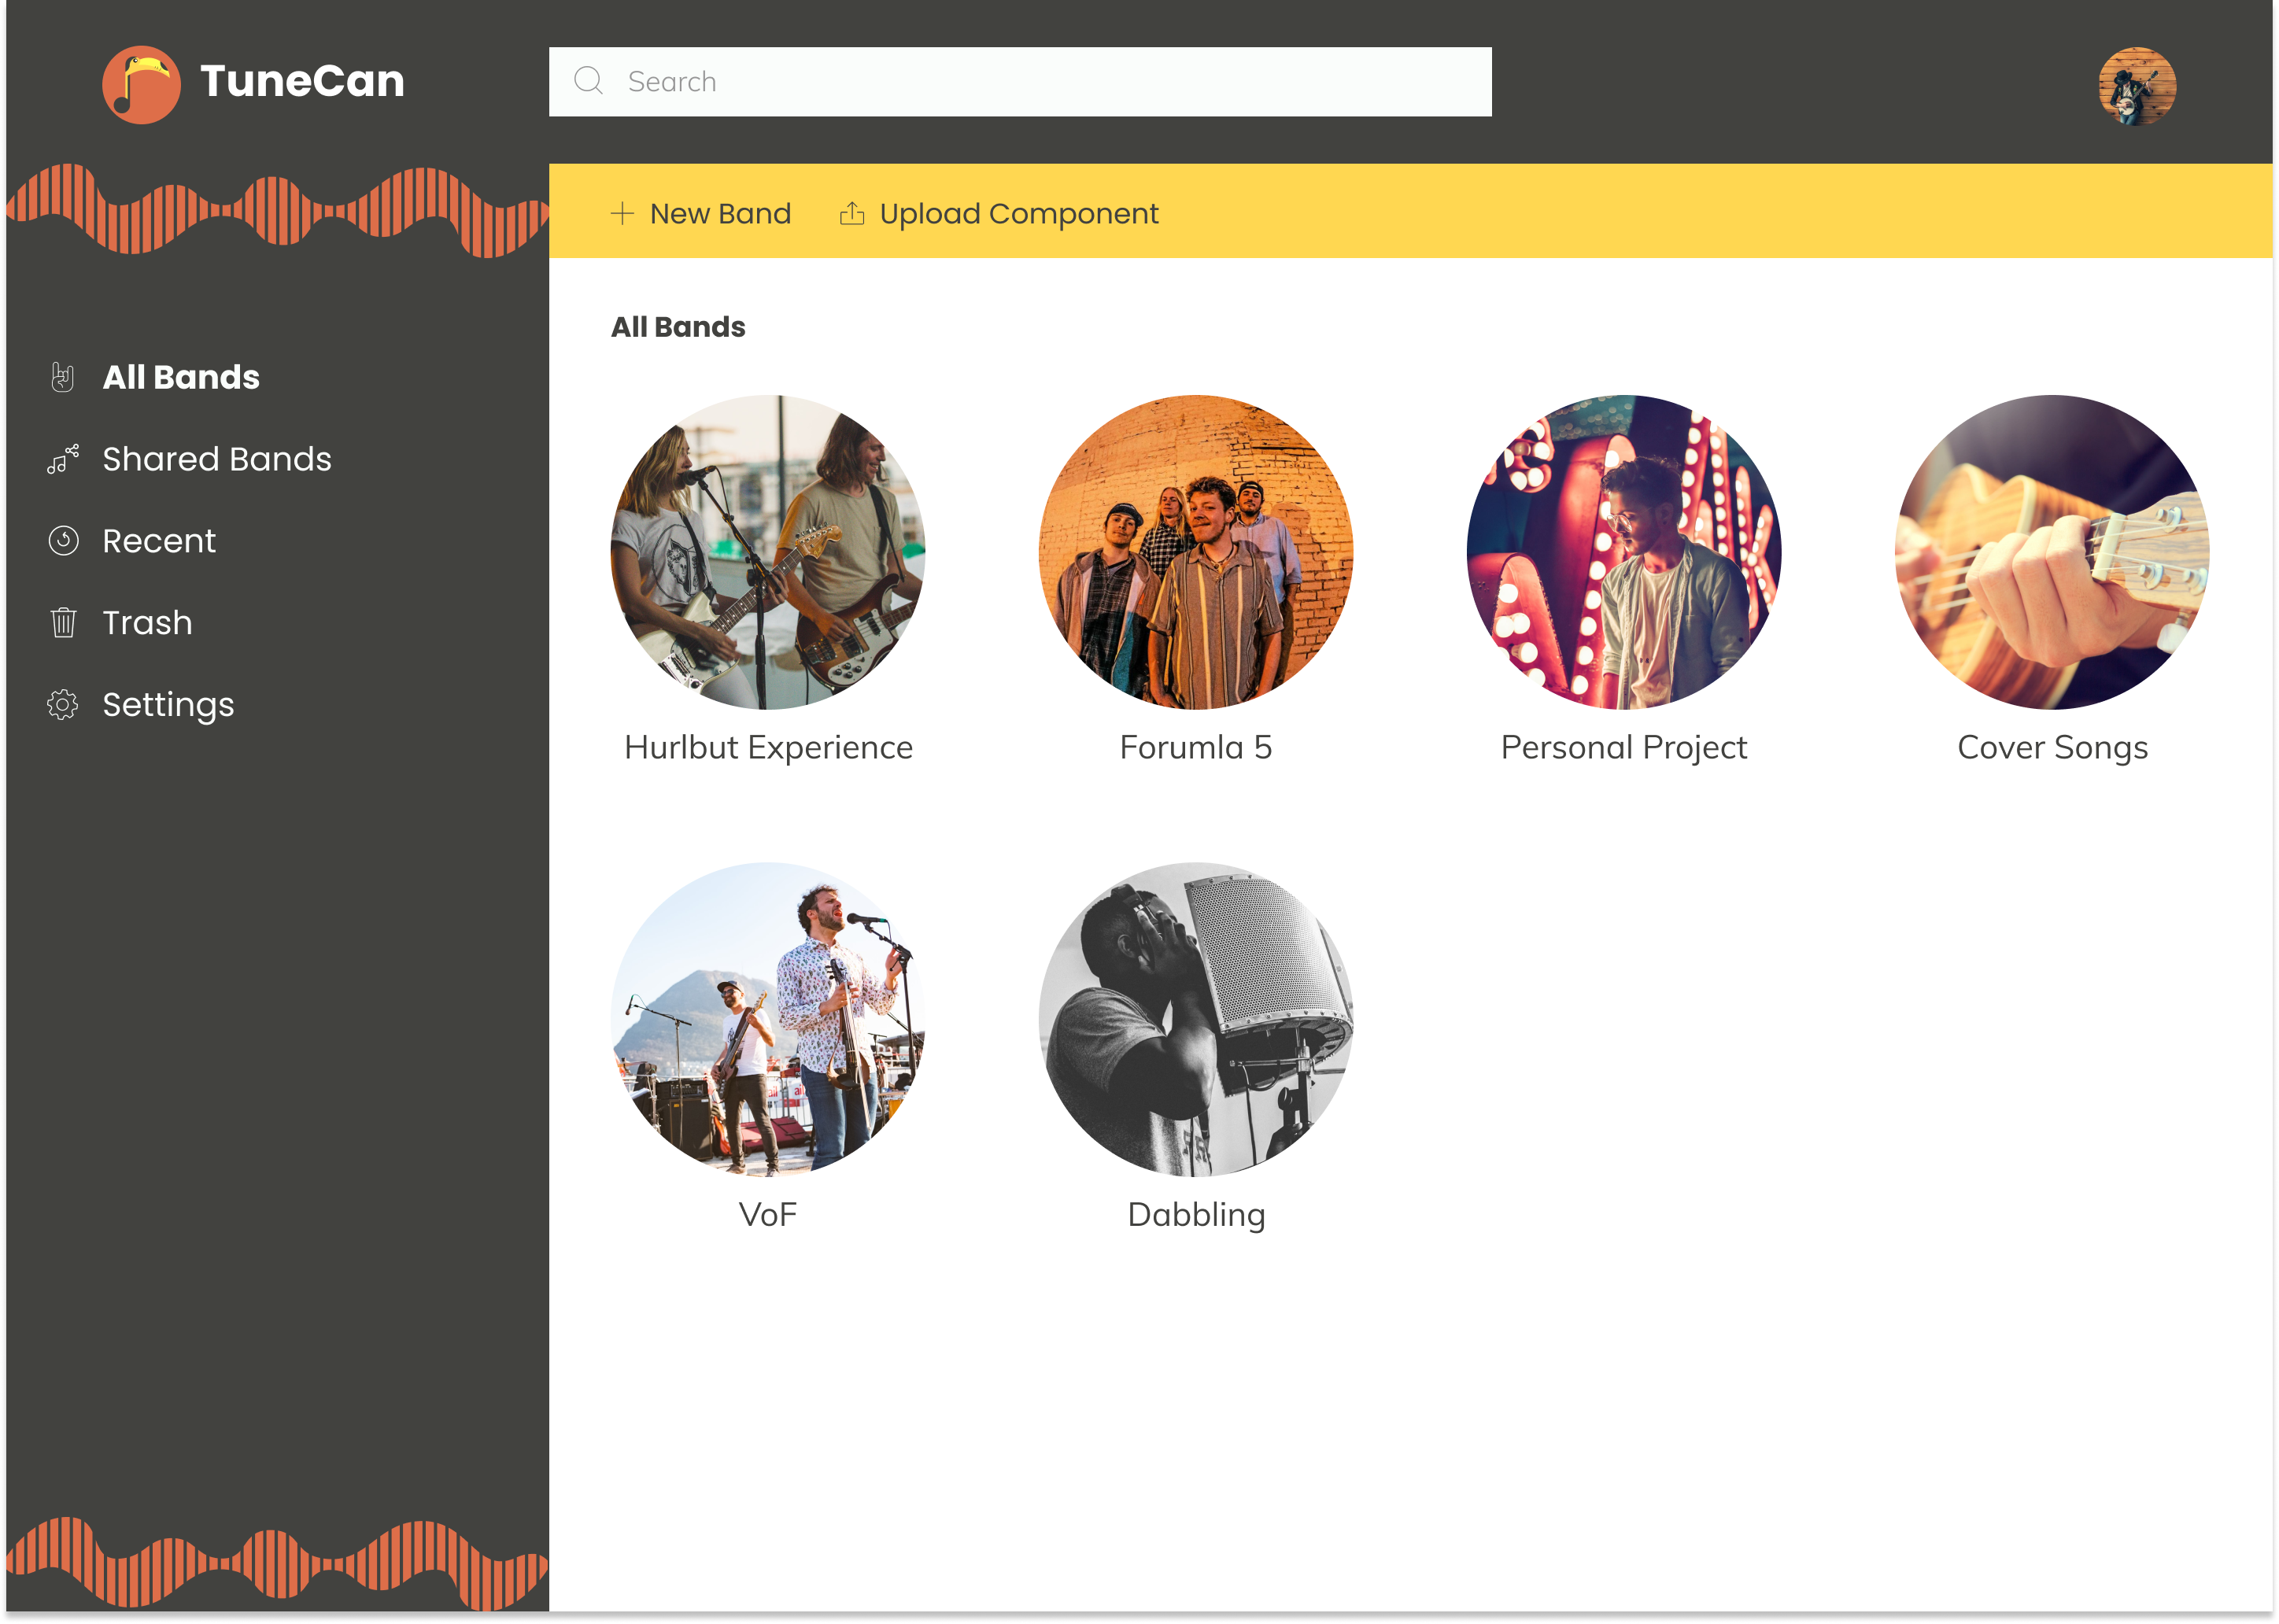 TuneCan
Search
New Band
Upload Component
All Bands
All Bands
Shared Bands
Recent
Trash
Settings
Hurlbut Experience
Forumla 5
Personal Project
Cover Songs
VoF
Dabbling